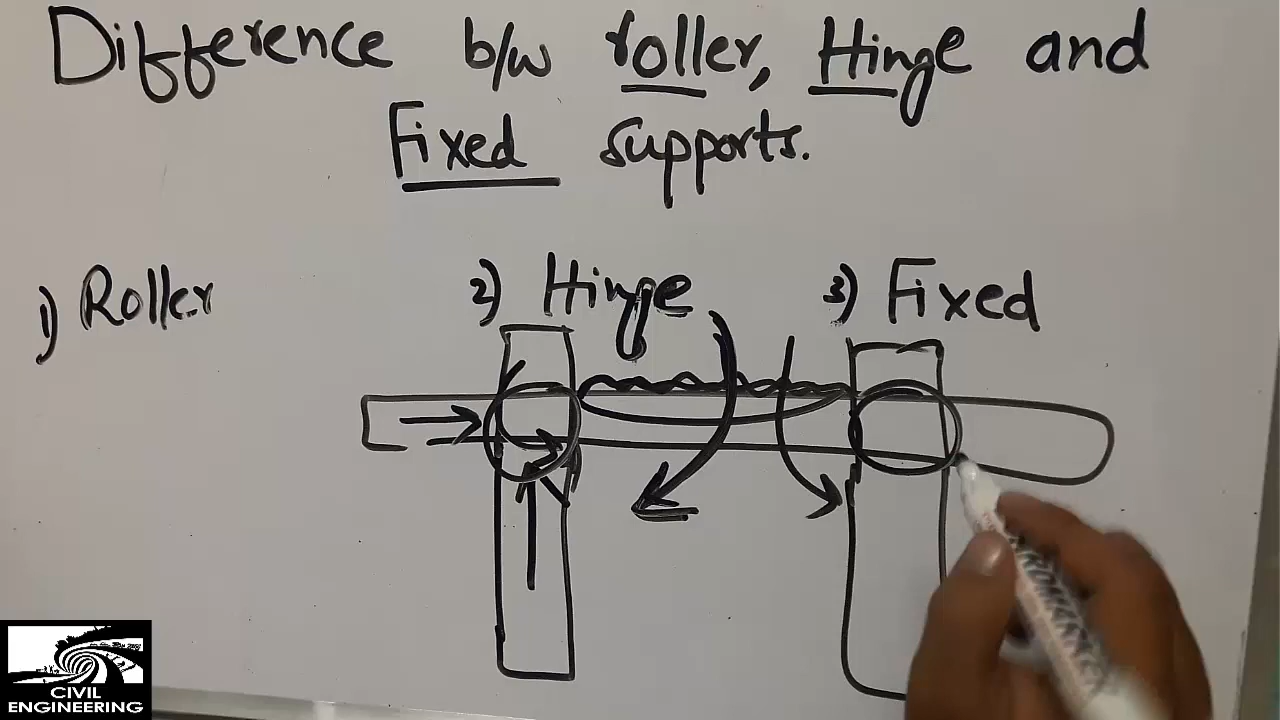 Difference b/w roller, Hinge and
Fixed supports.
1) Roller
2) Hinge
3) Fixed
CIVIL
ENGINEERING